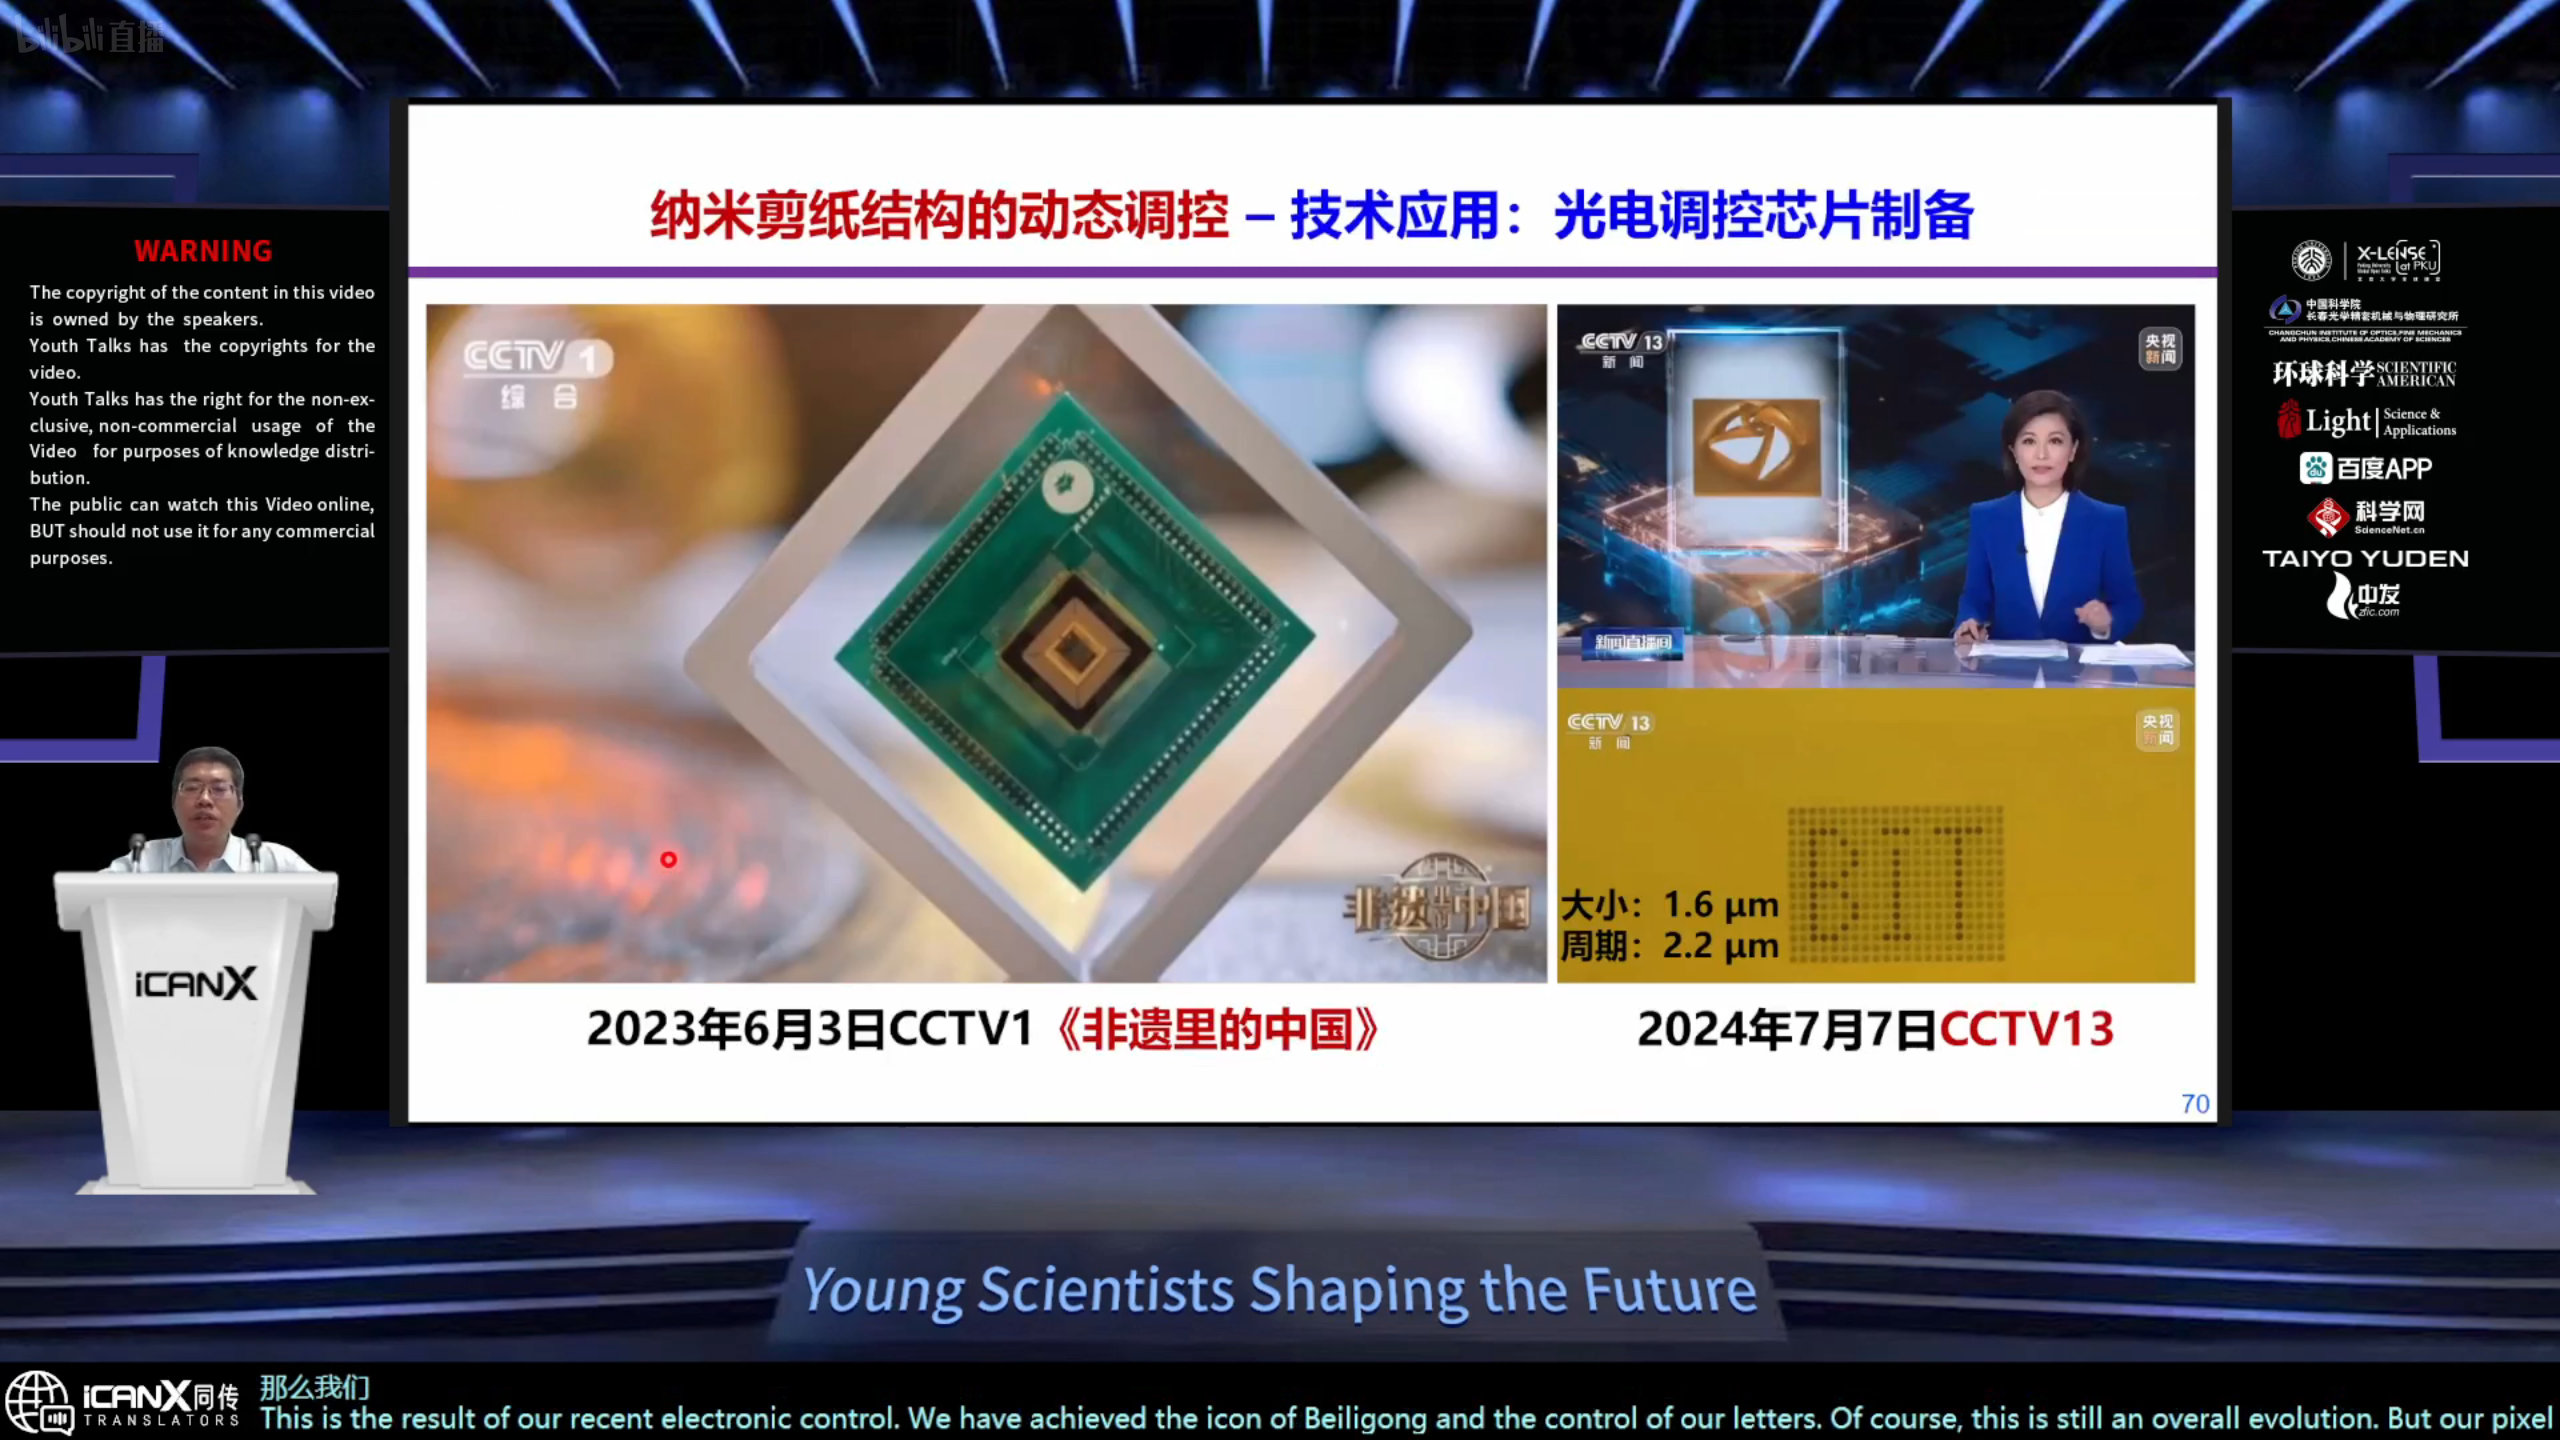 bilibili 直播
纳米剪纸结构的动态调控 – 技术应用：光电调控芯片制备
WARNING
The copyright of the content in this video
is owned by the speakers.
Youth Talks has the copyrights for the
video.
Youth Talks has the right for the non-ex-
clusive, non-commercial usage of the
Video for purposes of knowledge distri-
bution.
The public can watch this Video online,
BUT should not use it for any commercial
purposes.
CCTV 1
综合
非遗里的中国
CCTV 13
新闻
央视
新闻
新闻直播间
CCTV 13
新闻
央视
新闻
BIT
大小：1.6 μm
周期：2.2 μm
2023年6月3日CCTV1《非遗里的中国》
2024年7月7日CCTV13
70
X-LENSE
at PKU
中国科学院
长春光学精密机械与物理研究所
CHANGCHUN INSTITUTE OF OPTICS,FINE MECHANICS
AND PHYSICS,CHINESE ACADEMY OF SCIENCES
环球科学 SCIENTIFIC
AMERICAN
Light | Science &
Applications
du 百度APP
科学网
ScienceNet.cn
TAIYO YUDEN
中发
zfic.com
iCANX
Young Scientists Shaping the Future
iCANX同传
TRANSLATORS
那么我们
This is the result of our recent electronic control. We have achieved the icon of Beiligong and the control of our letters. Of course, this is still an overall evolution. But our pixel